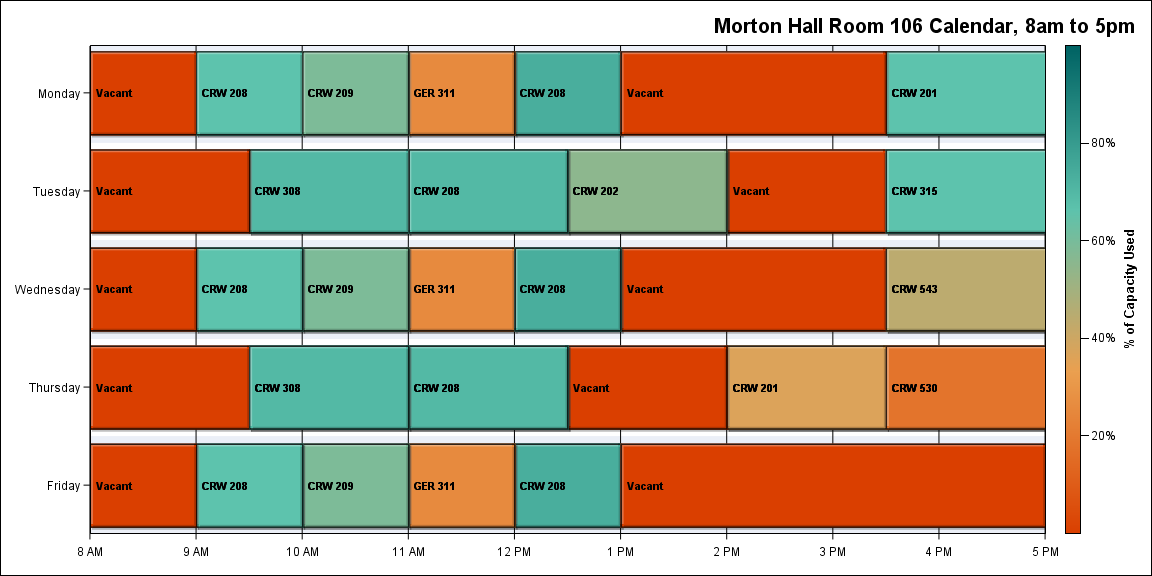 Morton Hall Room 106 Calendar, 8am to 5pm
Monday
Vacant
CRW 208
CRW 209
GER 311
CRW 208
Vacant
CRW 201
Tuesday
Vacant
CRW 308
CRW 208
CRW 202
Vacant
CRW 315
Wednesday
Vacant
CRW 208
CRW 209
GER 311
CRW 208
Vacant
CRW 543
Thursday
Vacant
CRW 308
CRW 208
Vacant
CRW 201
CRW 530
Friday
Vacant
CRW 208
CRW 209
GER 311
CRW 208
Vacant
8 AM
9 AM
10 AM
11 AM
12 PM
1 PM
2 PM
3 PM
4 PM
5 PM
80%
60%
40%
20%
% of Capacity Used